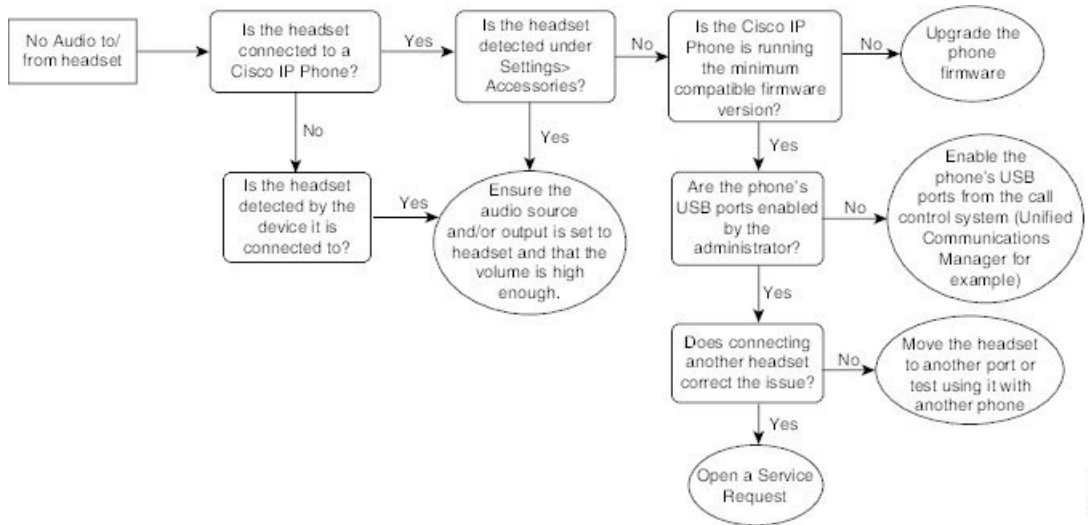 No Audio to/
from headset
Is the headset
connected to a
Cisco IP Phone?
Yes
Is the headset
detected under
Settings>
Accessories?
No
Is the Cisco IP
Phone is running
the minimum
compatible firmware
version?
No
Upgrade the
phone
firmware
No
Yes
Yes
Is the headset
detected by the
device it is
connected to?
Yes
Ensure the
audio source
and/or output is set to
headset and that the
volume is high
enough.
Are the phone's
USB ports enabled
by the
administrator?
No
Enable the
phone's USB
ports from the call
control system (Unified
Communications
Manager for
example)
Yes
Does connecting
another headset
correct the issue?
No
Move the headset
to another port or
test using it with
another phone
Yes
Open a Service
Request